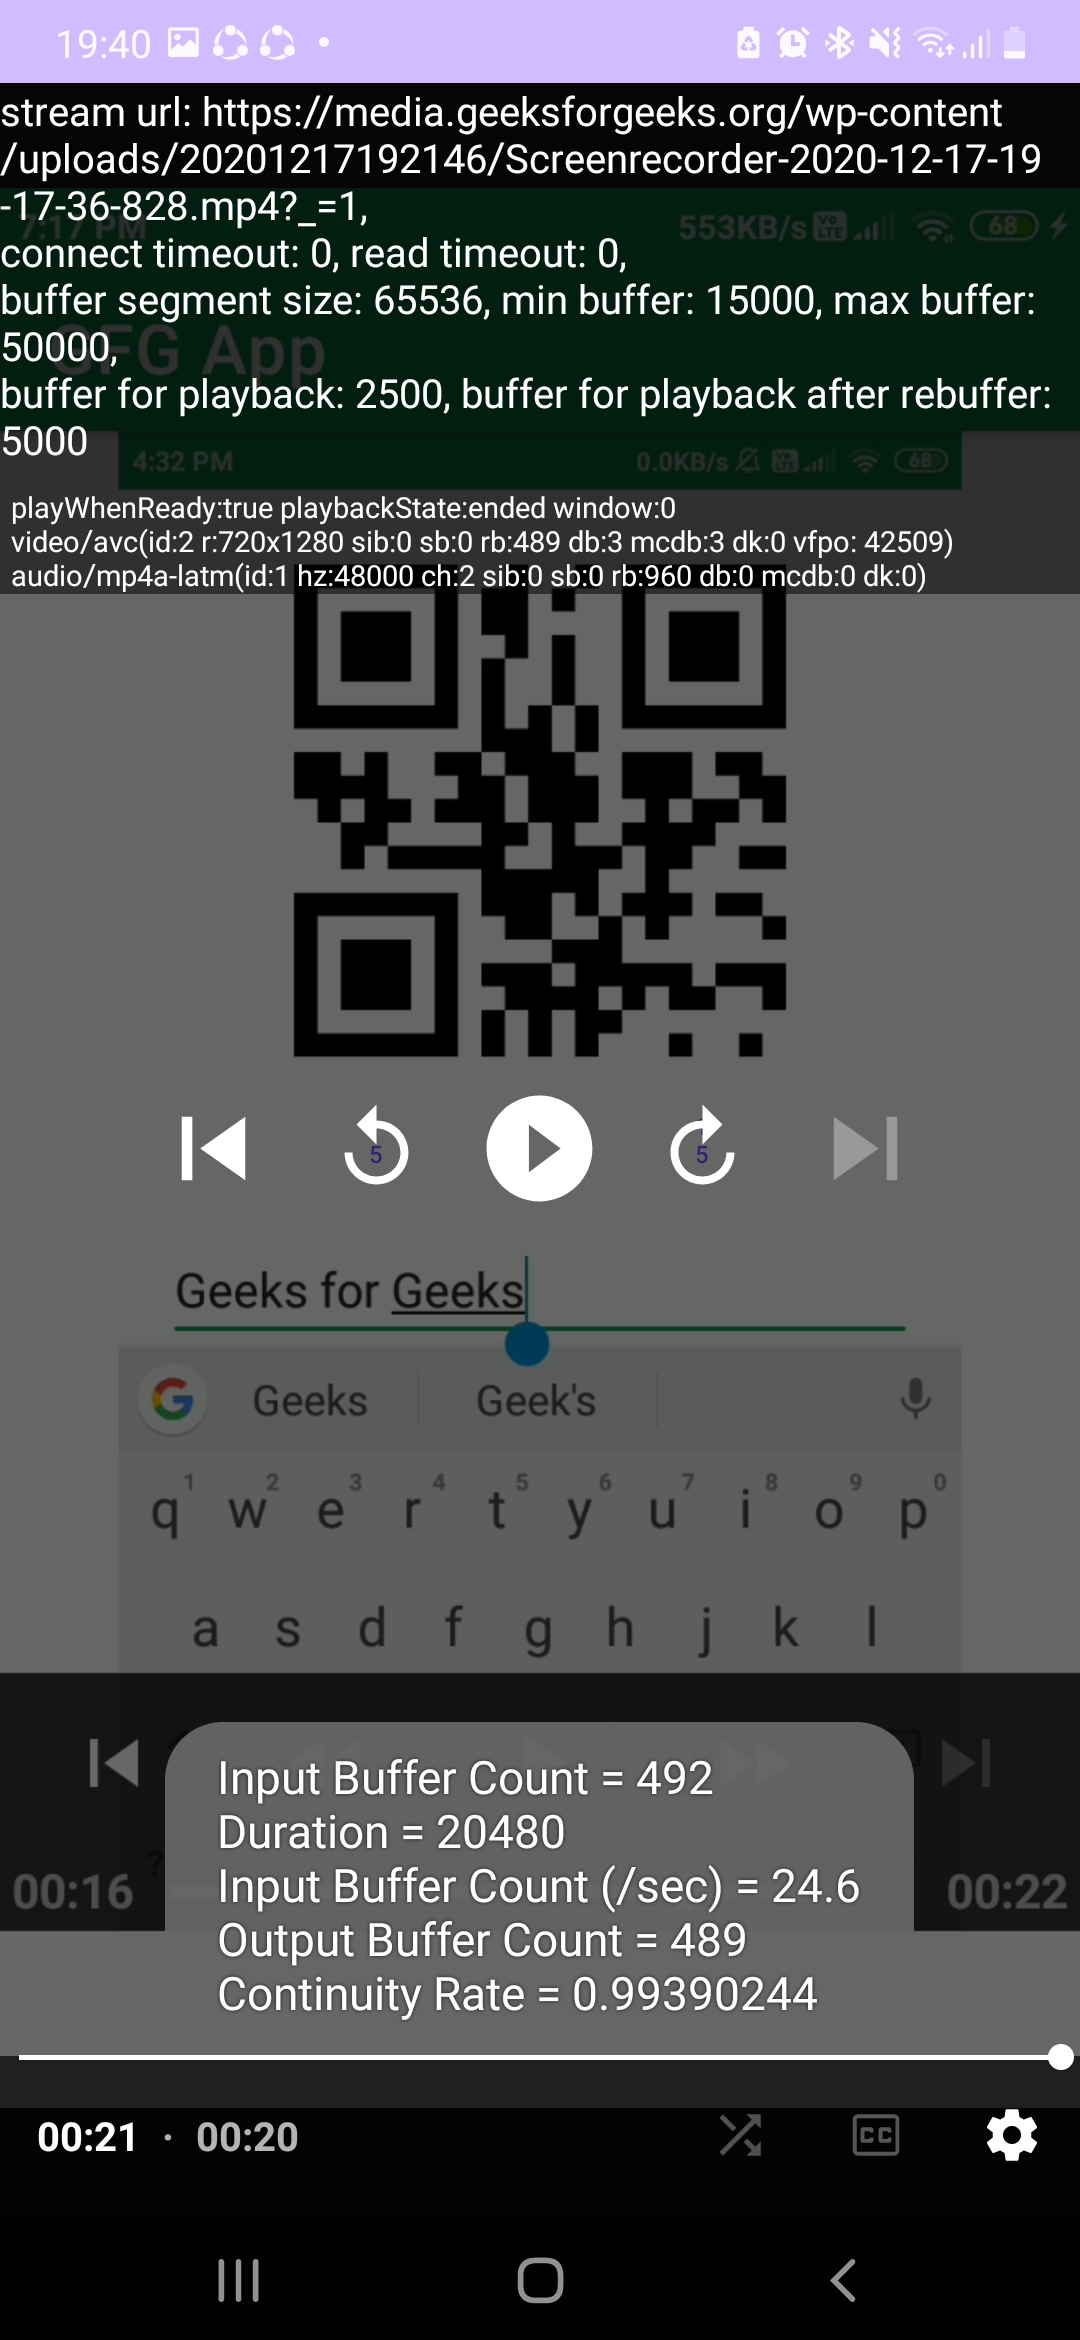 19:40
stream url: https://media.geeksforgeeks.org/wp-content
/uploads/20201217192146/Screenrecorder-2020-12-17-19
-17-36-828.mp4?_=1,
7:17 PM 553KB/s Vo LTE 68
connect timeout: 0, read timeout: 0,
buffer segment size: 65536, min buffer: 15000, max buffer:
50000,
GFG App
buffer for playback: 2500, buffer for playback after rebuffer:
5000
4:32 PM 0.0KB/s Vo LTE 68
playWhenReady:true playbackState:ended window:0
video/avc(id:2 r:720x1280 sib:0 sb:0 rb:489 db:3 mcdb:3 dk:0 vfpo: 42509)
audio/mp4a-latm(id:1 hz:48000 ch:2 sib:0 sb:0 rb:960 db:0 mcdb:0 dk:0)
5 5
Geeks for Geeks
G Geeks Geek's
1 2 3 4 5 6 7 8 9 0
q w e r t y u i o p
a s d f g h j k l
Input Buffer Count = 492
Duration = 20480
Input Buffer Count (/sec) = 24.6
Output Buffer Count = 489
Continuity Rate = 0.99390244
?
00:16 00:22
00:21 · 00:20 CC